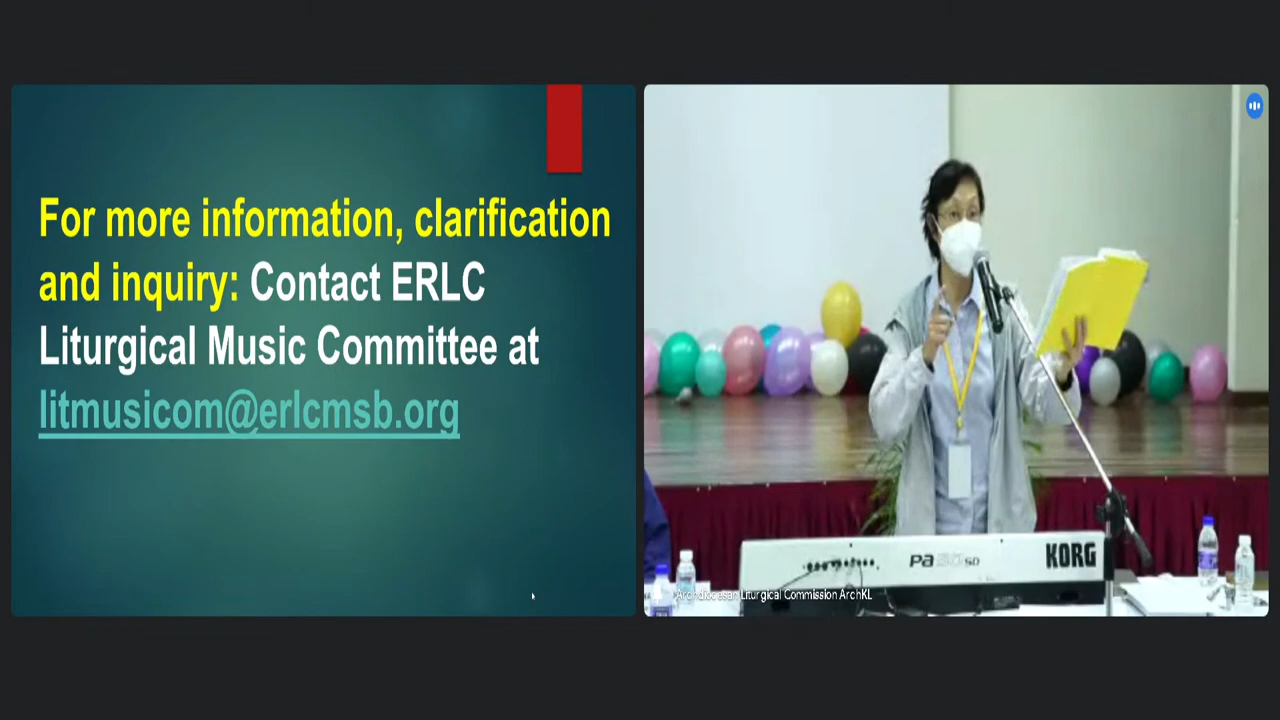 For more information, clarification
and inquiry: Contact ERLC
Liturgical Music Committee at
litmusicom@erlcmsb.org
Pa50SD KORG
Archdiocesan Liturgical Commission ArchKL